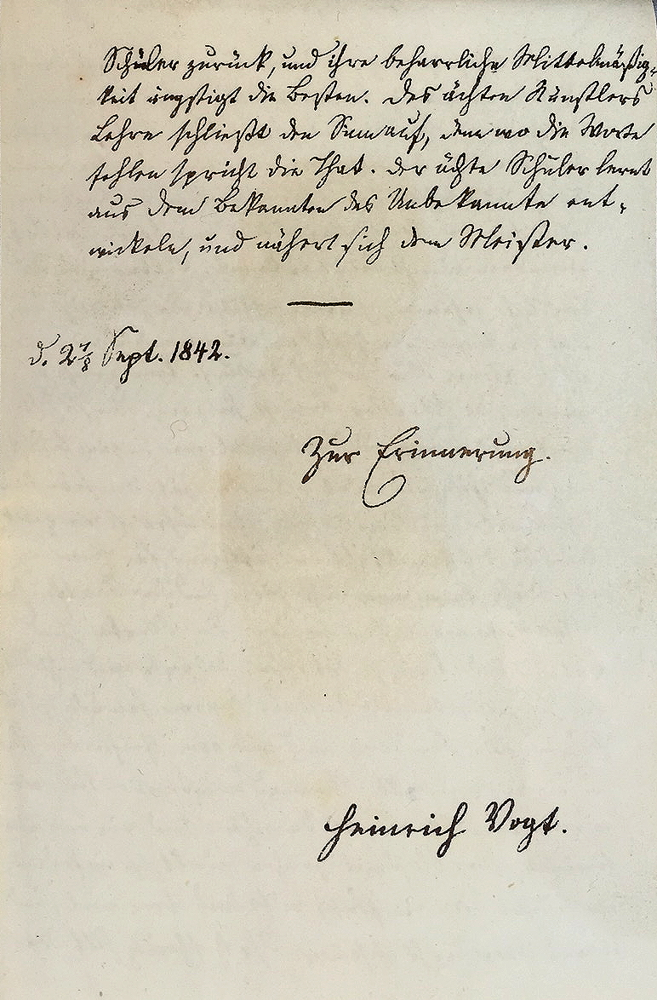 Schüler zurück, und ihre beharrliche Mittelmäßig-
keit ängstigt die Besten. Des ächten Künstlers
Lehre schließt den Sinn auf, denn wo die Worte
fehlen spricht die That. Der ächte Schüler lernt
aus dem Bekannten das Unbekannte ent-
wickeln, und nähert sich dem Meister.
d. 27/8 Sept. 1842.
Zur Erinnerung.
Heinrich Vogt.